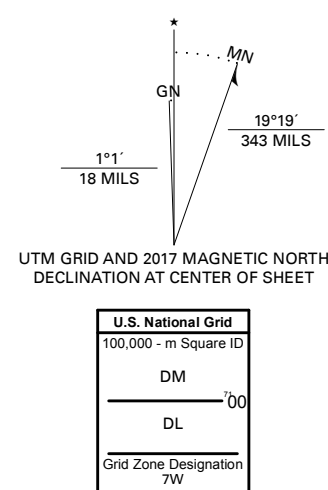 ★
MN
GN
19°19´
343 MILS
1°1´
18 MILS
UTM GRID AND 2017 MAGNETIC NORTH
DECLINATION AT CENTER OF SHEET
U.S. National Grid
100,000 - m Square ID
DM
7100
DL
Grid Zone Designation
7W